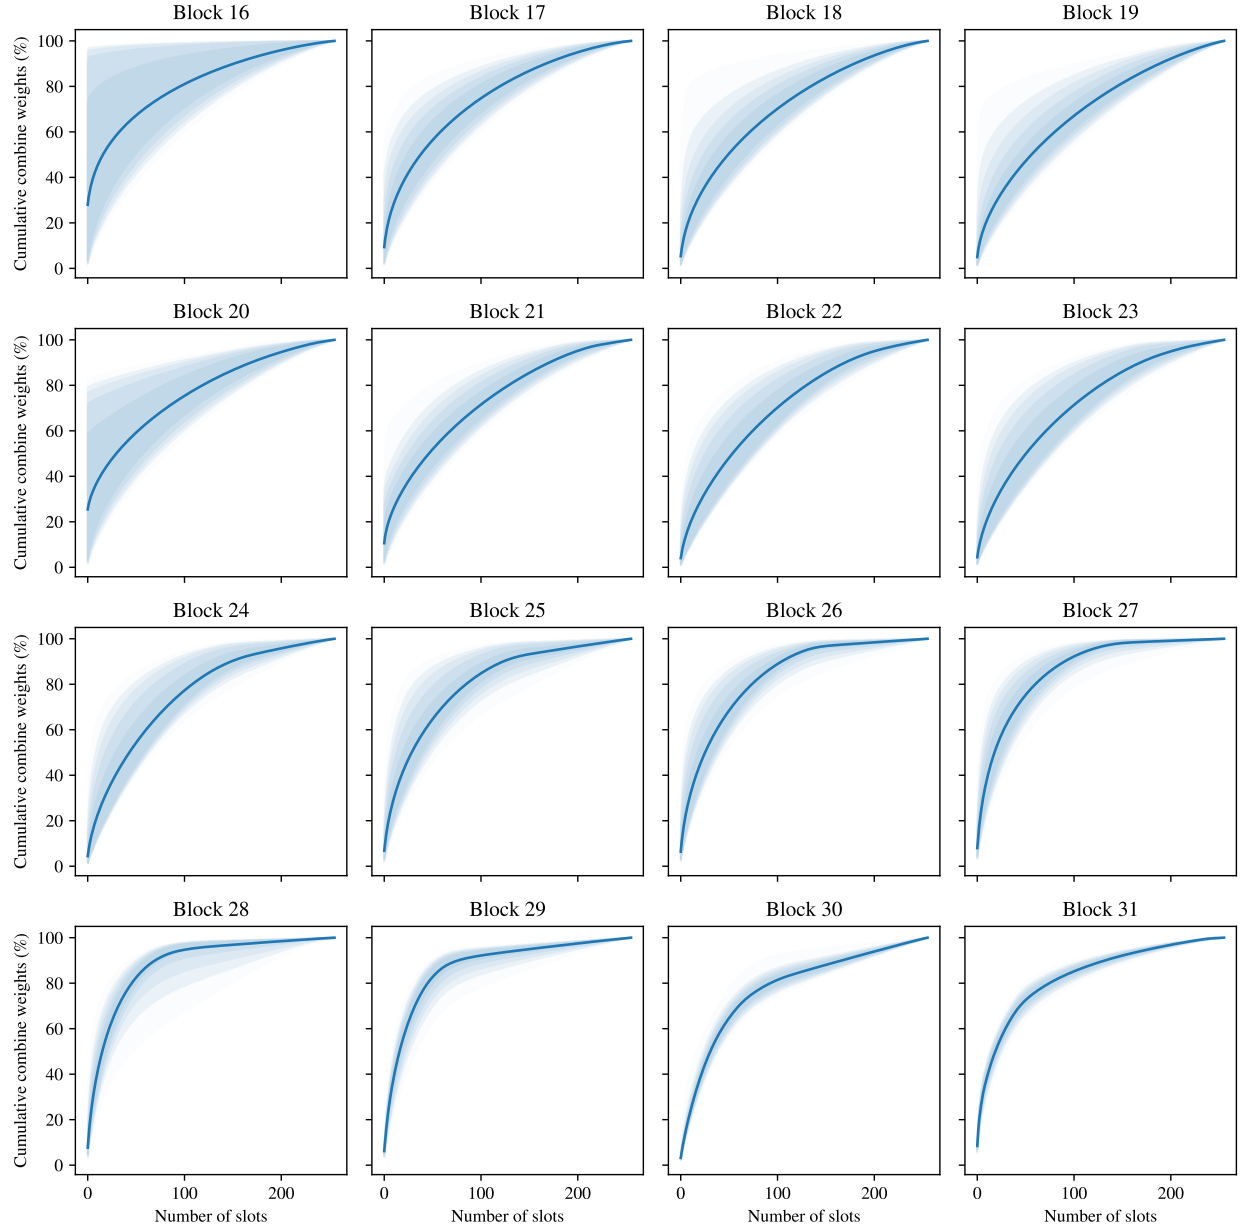 Block 16 Block 17 Block 18 Block 19
Cumulative combine weights (%)
100
80
60
40
20
0
Block 20 Block 21 Block 22 Block 23
Cumulative combine weights (%)
100
80
60
40
20
0
Block 24 Block 25 Block 26 Block 27
Cumulative combine weights (%)
100
80
60
40
20
0
Block 28 Block 29 Block 30 Block 31
Cumulative combine weights (%)
100
80
60
40
20
0
0 100 200 0 100 200 0 100 200 0 100 200
Number of slots Number of slots Number of slots Number of slots